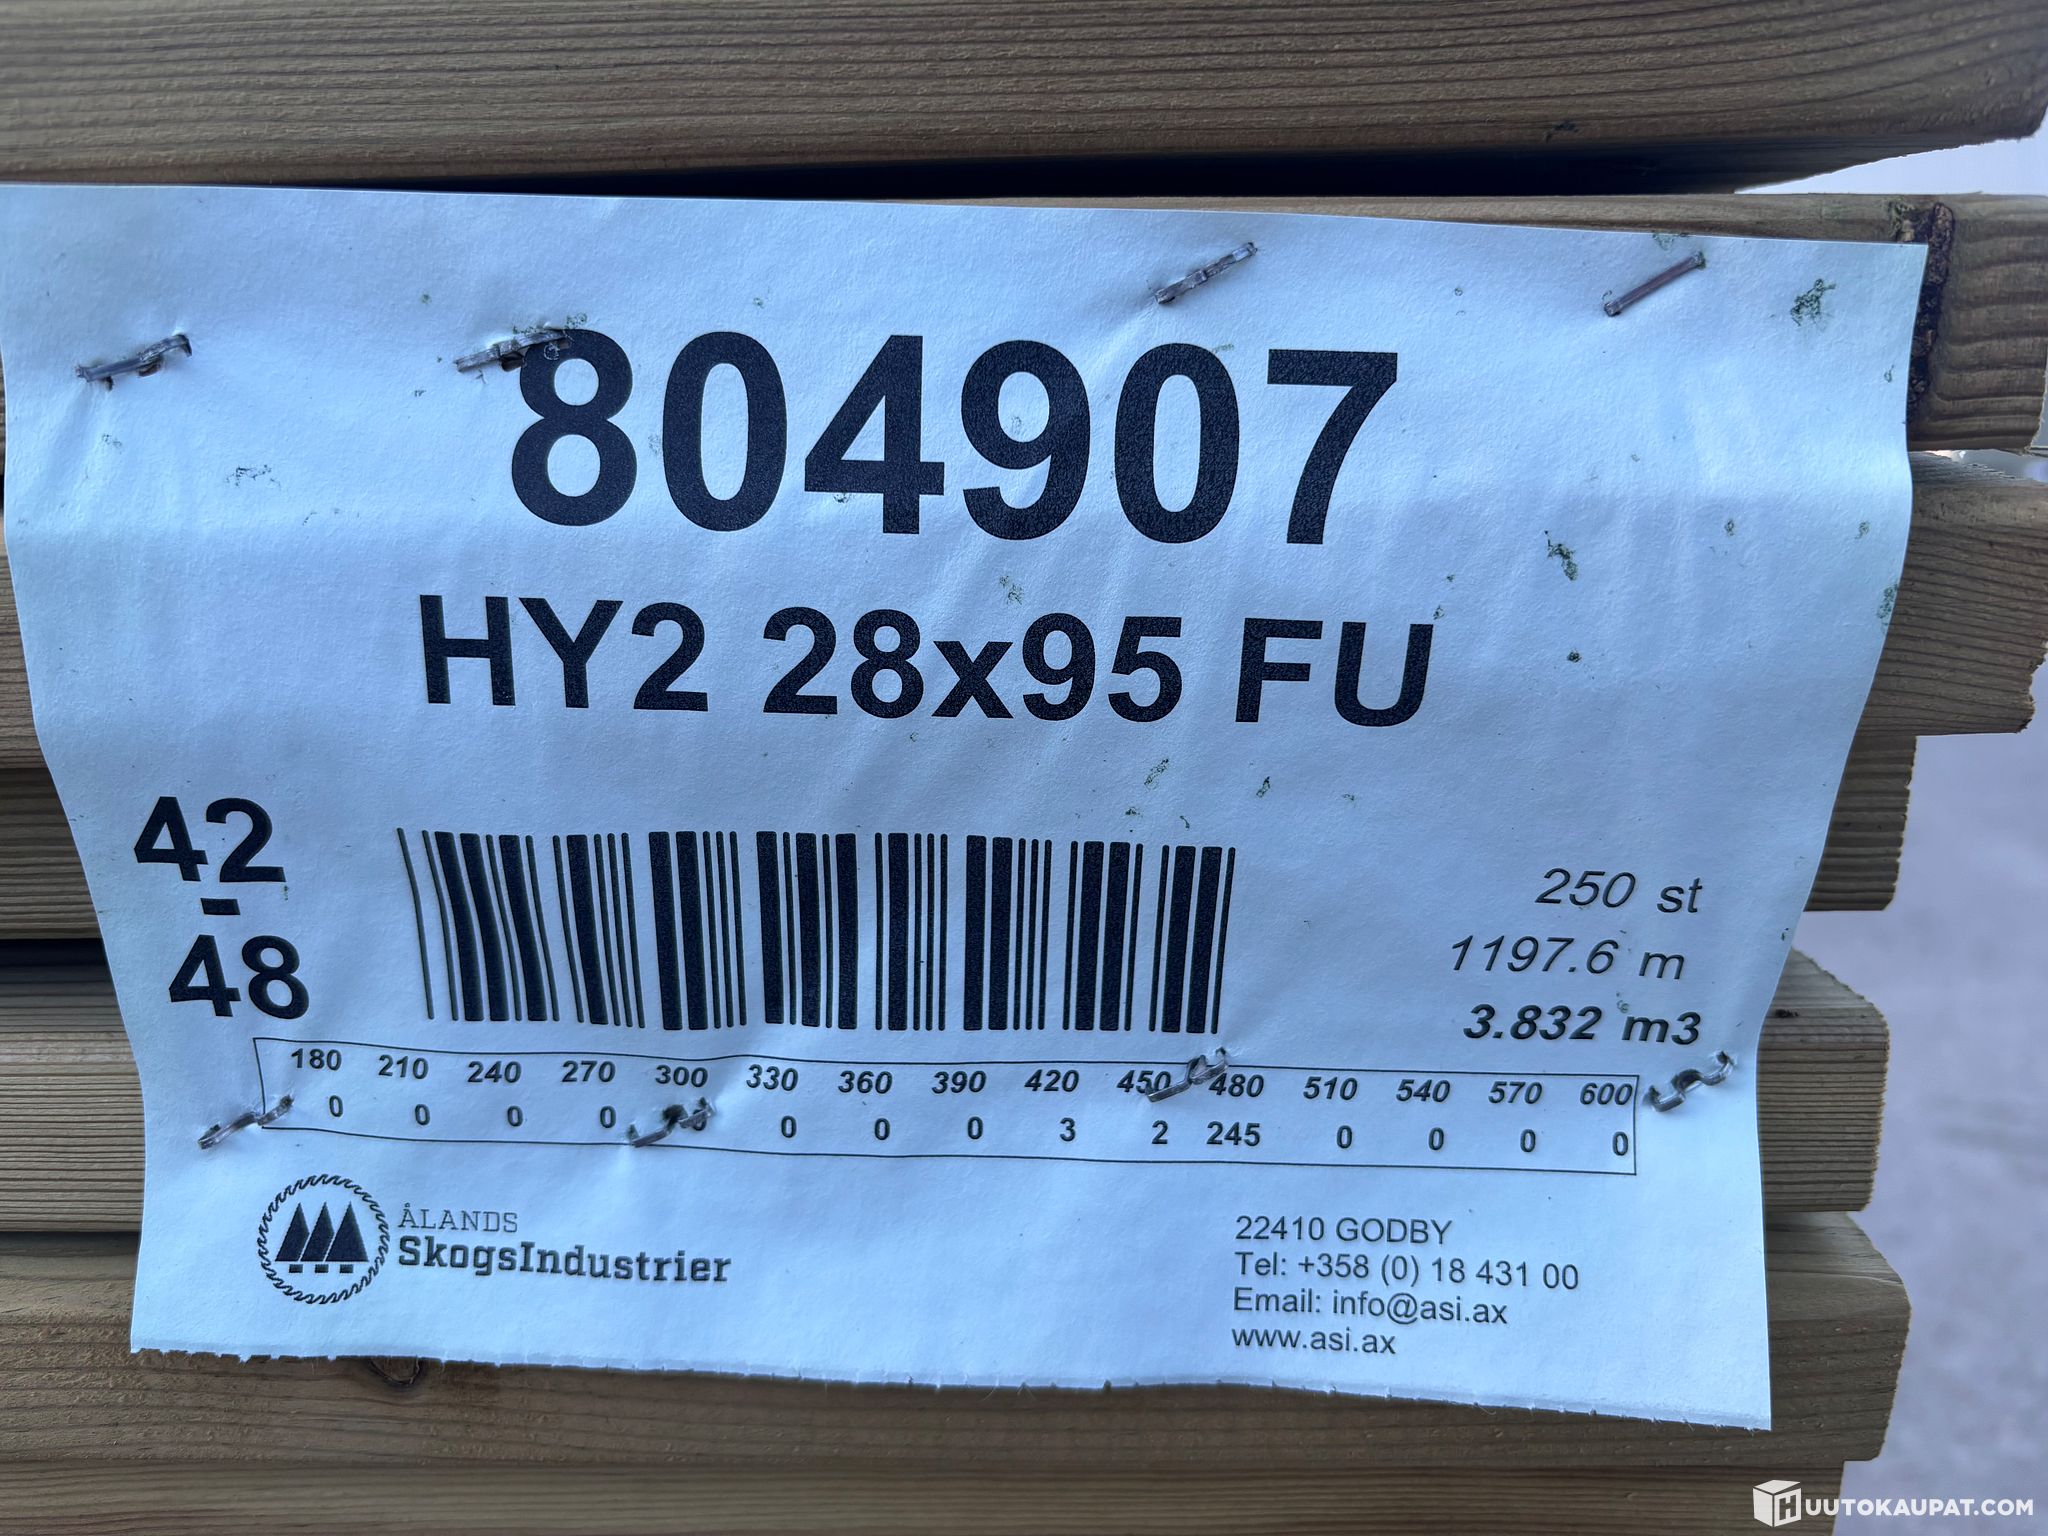 804907
HY2 28x95 FU
42
-
48
250 st
1197.6 m
3.832 m3
180 210 240 270 300 330 360 390 420 450 480 510 540 570 600
0 0 0 0 0 0 0 3 2 245 0 0 0 0
ÅLANDS
SkogsIndustrier
22410 GODBY
Tel: +358 (0) 18 431 00
Email: info@asi.ax
www.asi.ax
HUUTOKAUPAT.COM